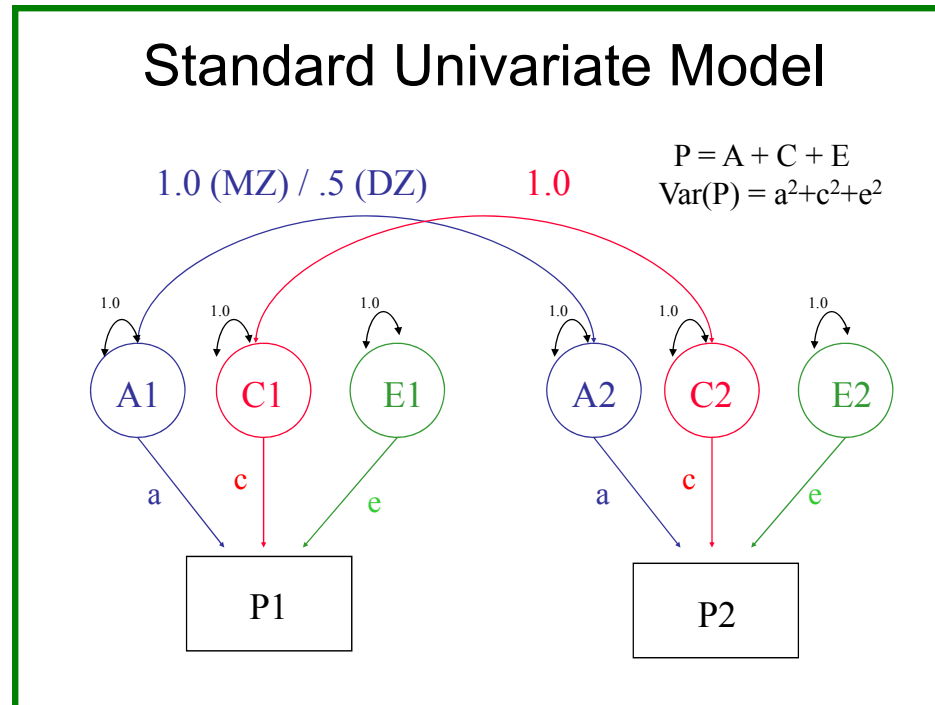 Standard Univariate Model
P = A + C + E
Var(P) = a²+c²+e²
1.0 (MZ) / .5 (DZ) 1.0
1.0 1.0 1.0 1.0 1.0 1.0
A1 C1 E1 A2 C2 E2
a c e a c e
P1 P2